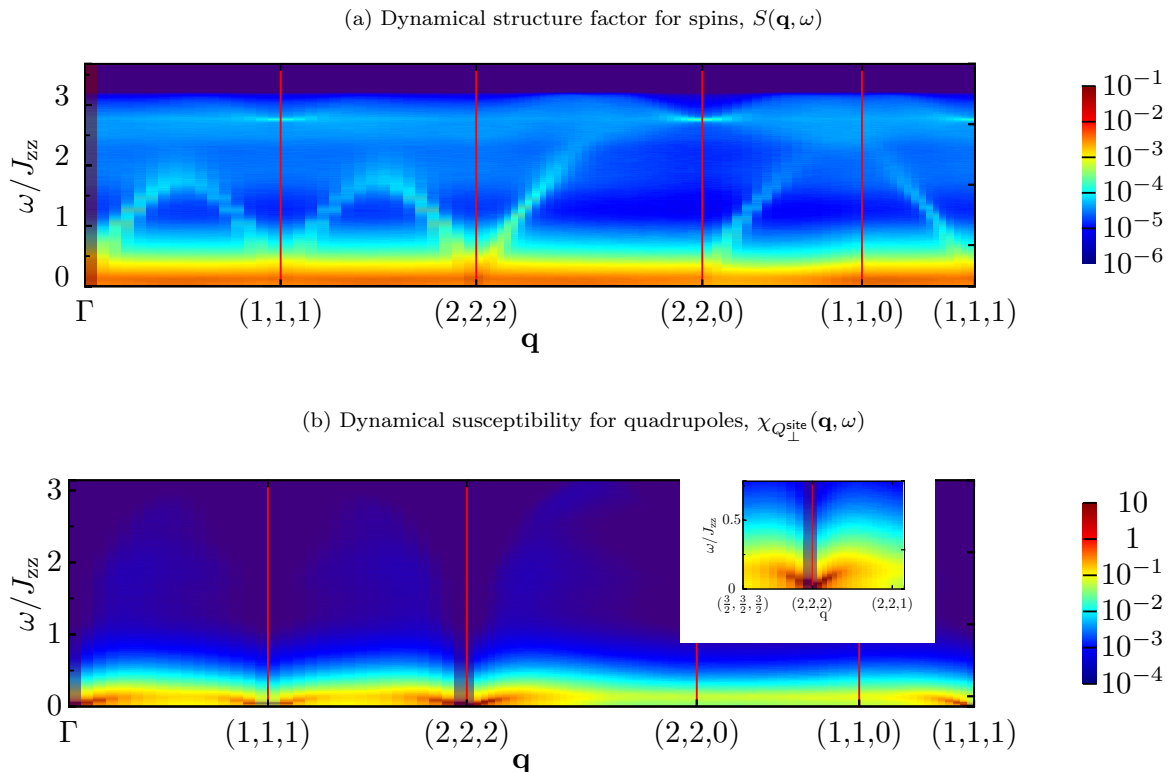 (a) Dynamical structure factor for spins, S(q, ω)
3
2
1
0
ω/J_zz
Γ (1,1,1) (2,2,2) (2,2,0) (1,1,0) (1,1,1)
q
10^−1
10^−2
10^−3
10^−4
10^−5
10^−6
(b) Dynamical susceptibility for quadrupoles, χ_{Q_⊥^site}(q, ω)
3
2
1
0
ω/J_zz
Γ (1,1,1) (2,2,2) (2,2,0) (1,1,0) (1,1,1)
q
0.5
0
ω/J_zz
(3/2, 3/2, 3/2) (2,2,2) (2,2,1)
q
10
1
10^−1
10^−2
10^−3
10^−4